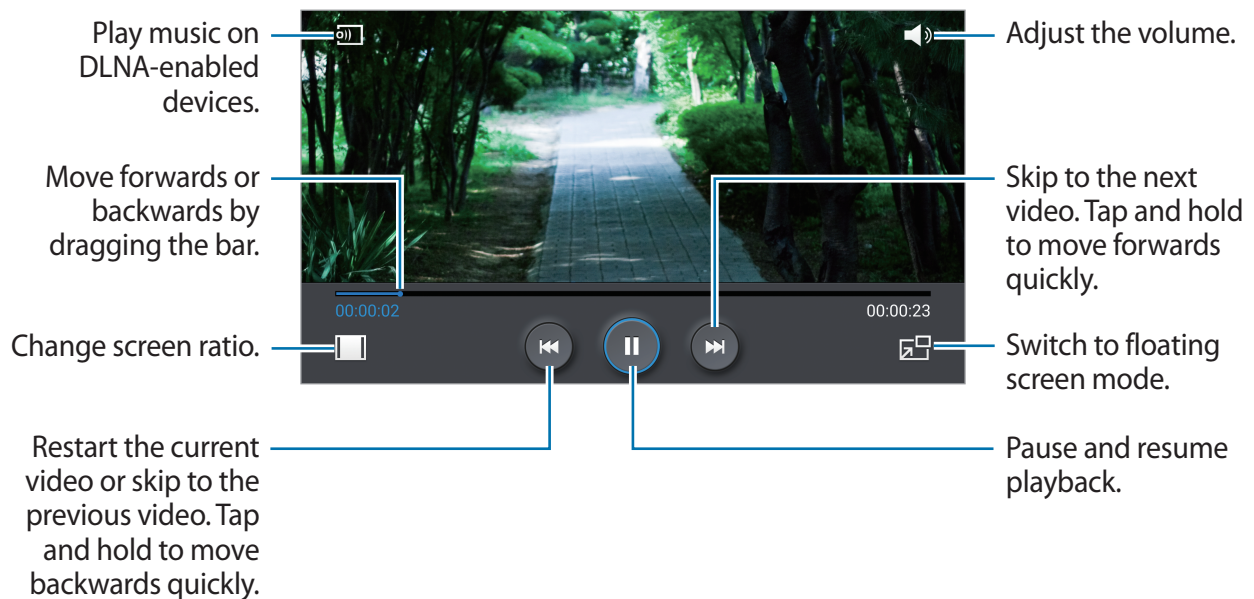 Play music on
DLNA-enabled
devices.
Adjust the volume.
Move forwards or
backwards by
dragging the bar.
Skip to the next
video. Tap and hold
to move forwards
quickly.
00:00:02
00:00:23
Change screen ratio.
Switch to floating
screen mode.
Restart the current
video or skip to the
previous video. Tap
and hold to move
backwards quickly.
Pause and resume
playback.